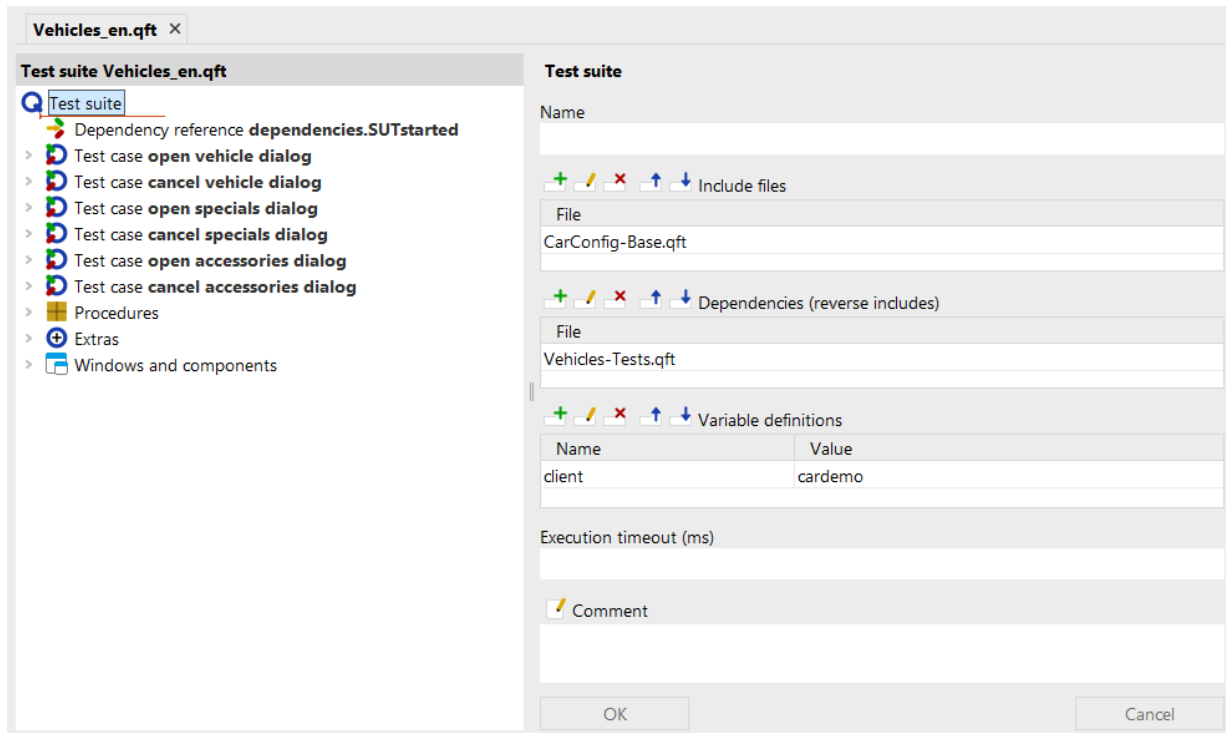 Vehicles_en.qft ×
Test suite Vehicles_en.qft
Test suite
Dependency reference dependencies.SUTstarted
Test case open vehicle dialog
Test case cancel vehicle dialog
Test case open specials dialog
Test case cancel specials dialog
Test case open accessories dialog
Test case cancel accessories dialog
Procedures
Extras
Windows and components
Test suite
Name
Include files
File
CarConfig-Base.qft
Dependencies (reverse includes)
File
Vehicles-Tests.qft
Variable definitions
Name Value
client cardemo
Execution timeout (ms)
Comment
OK Cancel